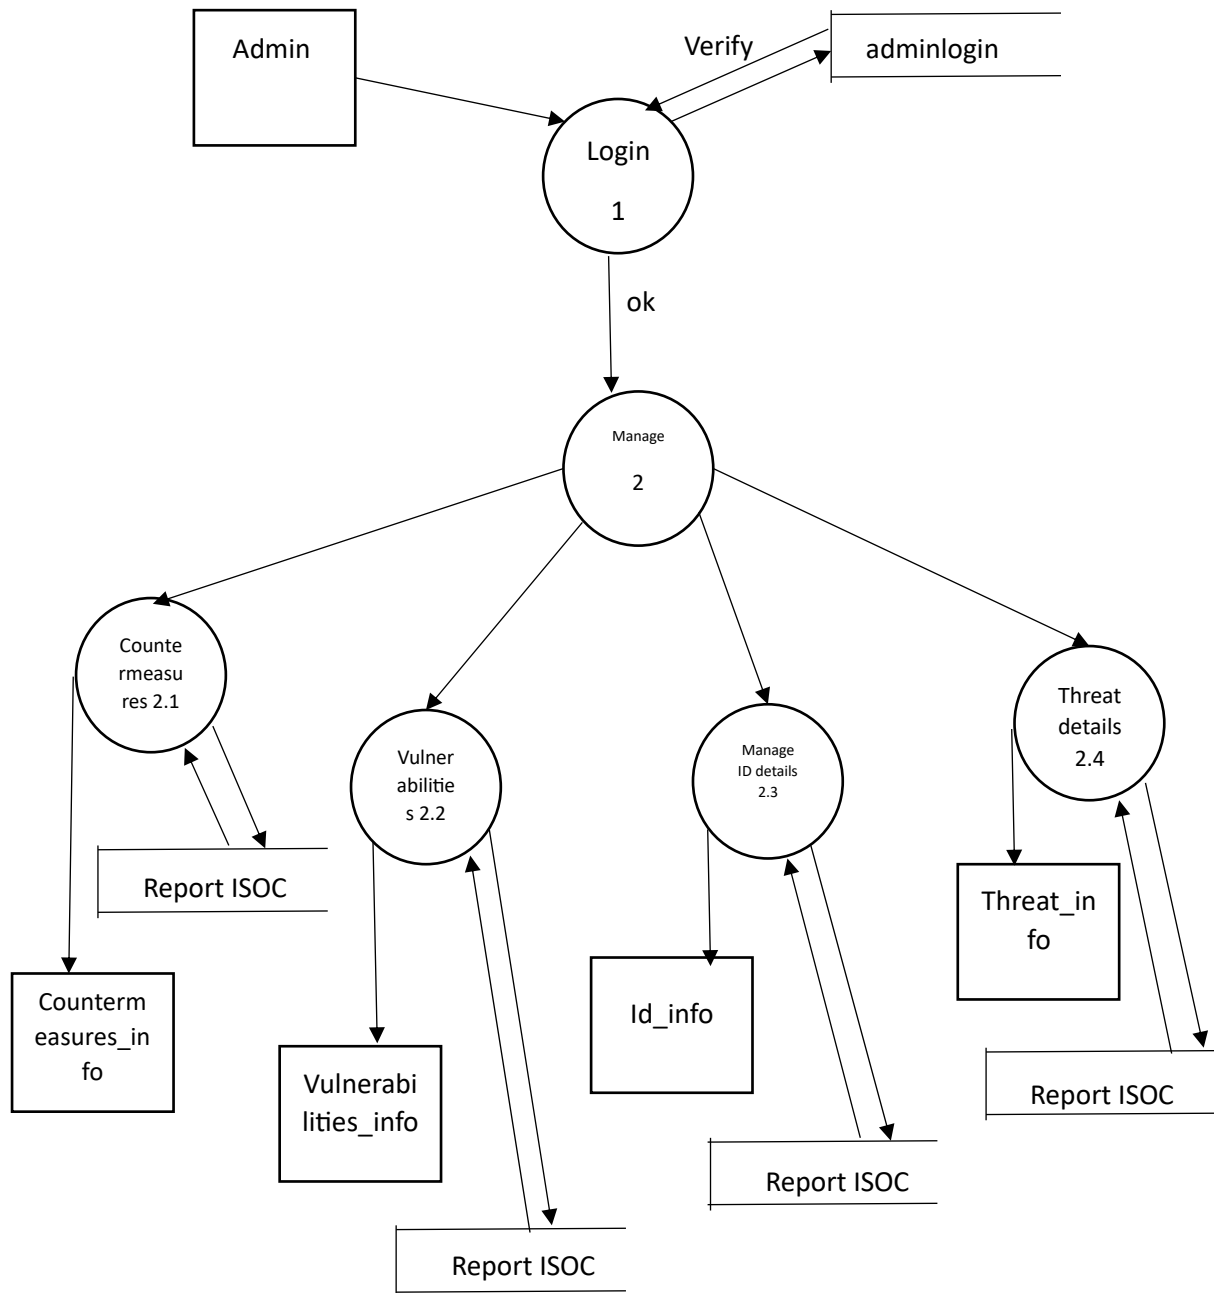 Admin
Verify
adminlogin
Login
1
ok
Manage
2
Counte
rmeasu
res 2.1
Vulner
abilitie
s 2.2
Manage
ID details
2.3
Threat
details
2.4
Report ISOC
Threat_in
fo
Counterm
easures_in
fo
Id_info
Vulnerabi
lities_info
Report ISOC
Report ISOC
Report ISOC